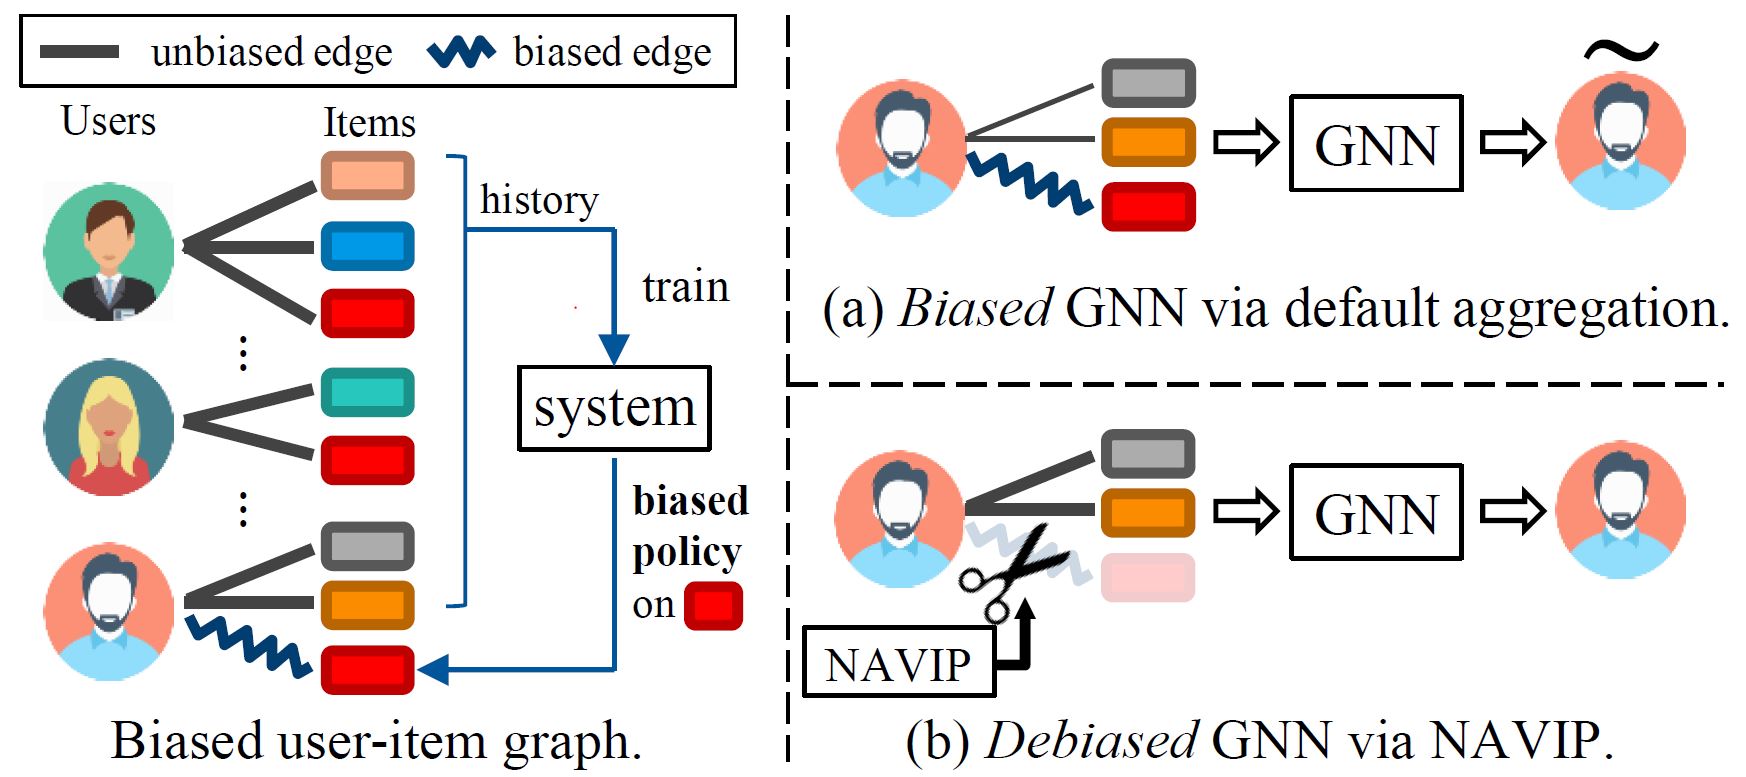 unbiased edge
biased edge
Users
Items
history
train
system
biased
policy
on
Biased user-item graph.
GNN
(a) Biased GNN via default aggregation.
GNN
NAVIP
(b) Debiased GNN via NAVIP.